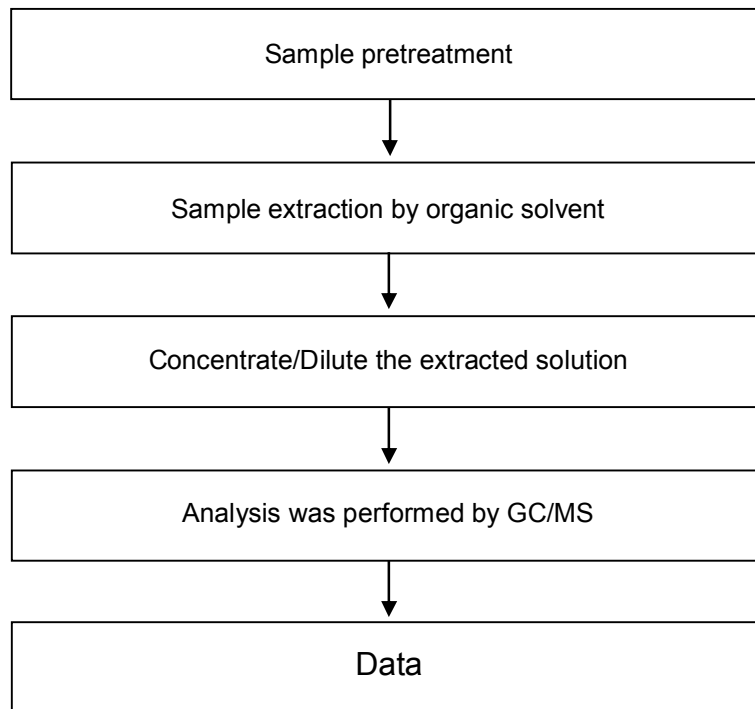 Sample pretreatment
Sample extraction by organic solvent
Concentrate/Dilute the extracted solution
Analysis was performed by GC/MS
Data